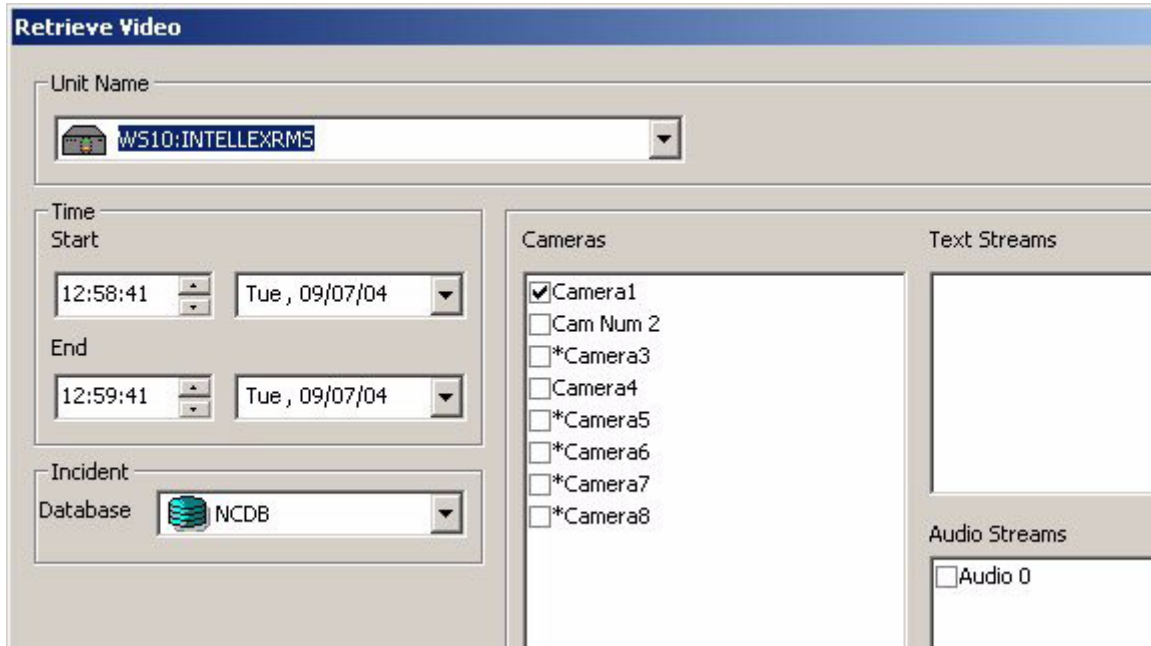 Retrieve Video
Unit Name
WS10:INTELLEXRMS
Time
Start
12:58:41
Tue , 09/07/04
End
12:59:41
Tue , 09/07/04
Incident
Database
NCDB
Cameras
Camera1
Cam Num 2
*Camera3
Camera4
*Camera5
*Camera6
*Camera7
*Camera8
Text Streams
Audio Streams
Audio 0